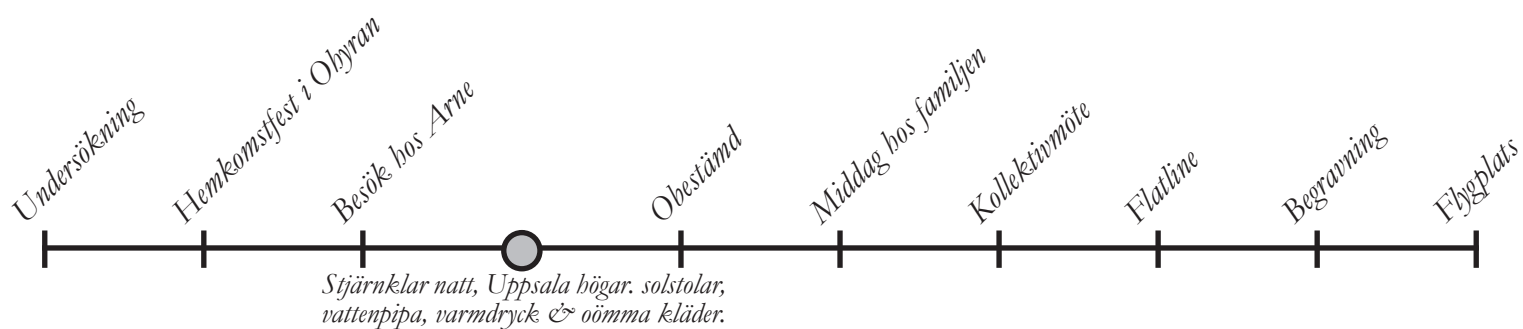 Undersökning
Hemkomstfest i Ohyran
Besök hos Arne
Stjärnklar natt, Uppsala högar. solstolar,
vattenpipa, varmdryck & oömma kläder.
Obestämd
Middag hos familjen
Kollektivmöte
Flatline
Begravning
Flygplats